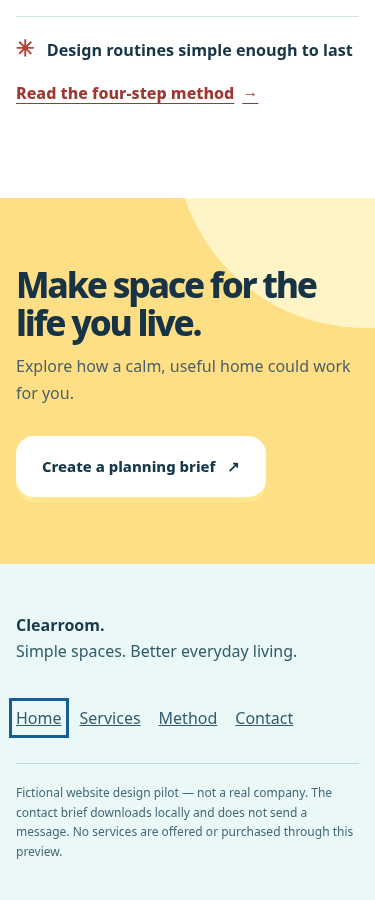 Design routines simple enough to last
Read the four-step method →
Make space for the
life you live.
Explore how a calm, useful home could work
for you.
Create a planning brief ↗
Clearroom.
Simple spaces. Better everyday living.
Home Services Method Contact
Fictional website design pilot — not a real company. The
contact brief downloads locally and does not send a
message. No services are offered or purchased through this
preview.